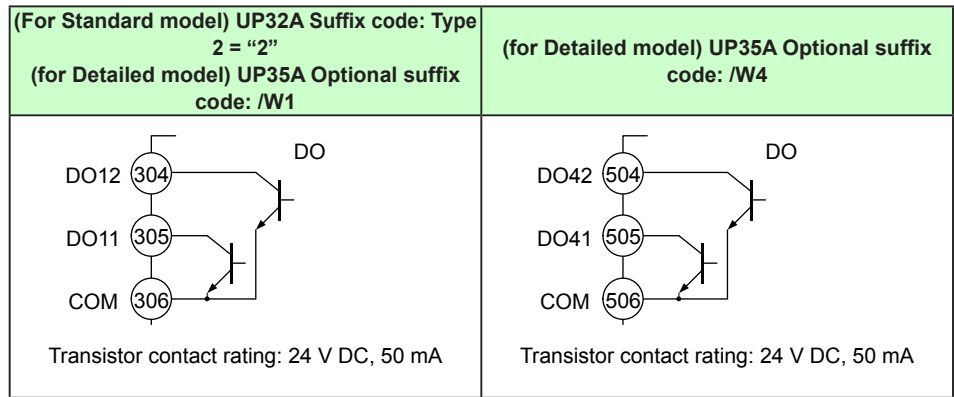 (For Standard model) UP32A Suffix code: Type
2 = “2”
(for Detailed model) UP35A Optional suffix
code: /W1
(for Detailed model) UP35A Optional suffix
code: /W4
DO
DO12 304
DO11 305
COM 306
Transistor contact rating: 24 V DC, 50 mA
DO
DO42 504
DO41 505
COM 506
Transistor contact rating: 24 V DC, 50 mA